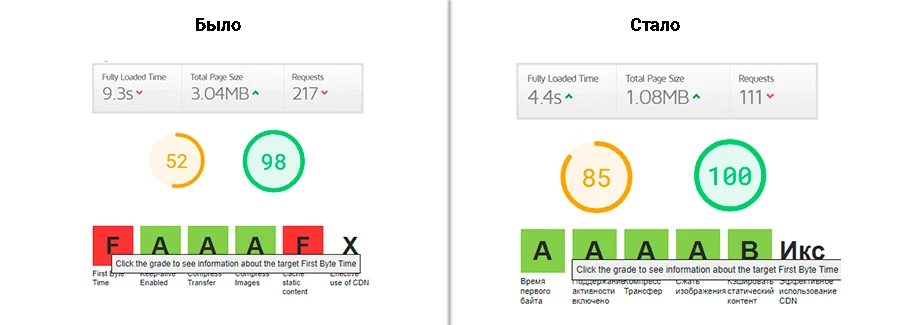 Было
Fully Loaded Time
9.3s
Total Page Size
3.04MB
Requests
217
52
98
F A A A F X
Click the grade to see information about the target First Byte Time
First Byte
Time
Keep-alive
Enabled
Compress
Transfer
Compress
Images
Cache
static
content
Effective
use of CDN
Стало
Fully Loaded Time
4.4s
Total Page Size
1.08MB
Requests
111
85
100
A A A A B Икс
Click the grade to see information about the target First Byte Time
Время
первого
байта
Поддержание
активности
включено
Компресс
Трансфер
Сжать
изображения
Кэшировать
статический
контент
Эффективное
использование
CDN